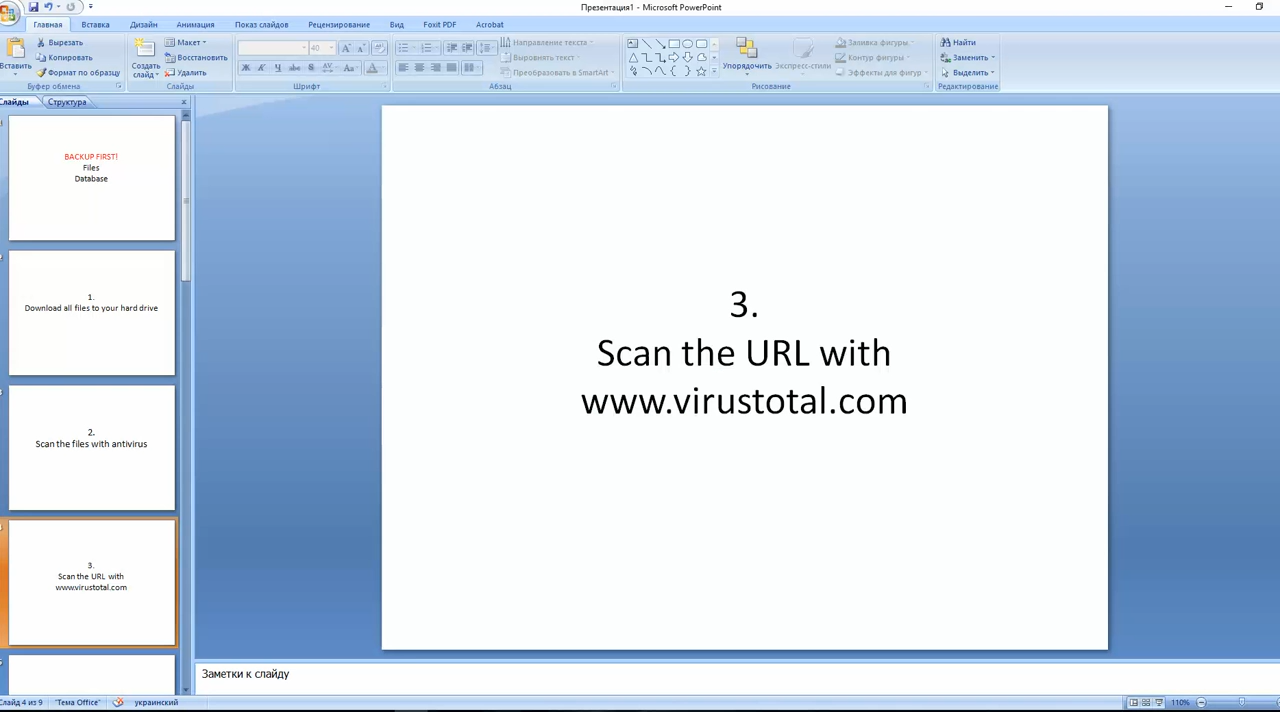 Презентация1 - Microsoft PowerPoint
Главная Вставка Дизайн Анимация Показ слайдов Рецензирование Вид Foxit PDF Acrobat
Вставить
Вырезать
Копировать
Формат по образцу
Буфер обмена
Создать слайд
Макет
Восстановить
Удалить
Слайды
40
Шрифт
Направление текста
Выровнять текст
Преобразовать в SmartArt
Абзац
Упорядочить
Экспресс-стили
Заливка фигуры
Контур фигуры
Эффекты для фигур
Рисование
Найти
Заменить
Выделить
Редактирование
Слайды Структура
BACKUP FIRST!
Files
Database
1.
Download all files to your hard drive
2.
Scan the files with antivirus
3.
Scan the URL with
www.virustotal.com
3.
Scan the URL with
www.virustotal.com
Заметки к слайду
Слайд 4 из 9 "Тема Office" украинский 110%